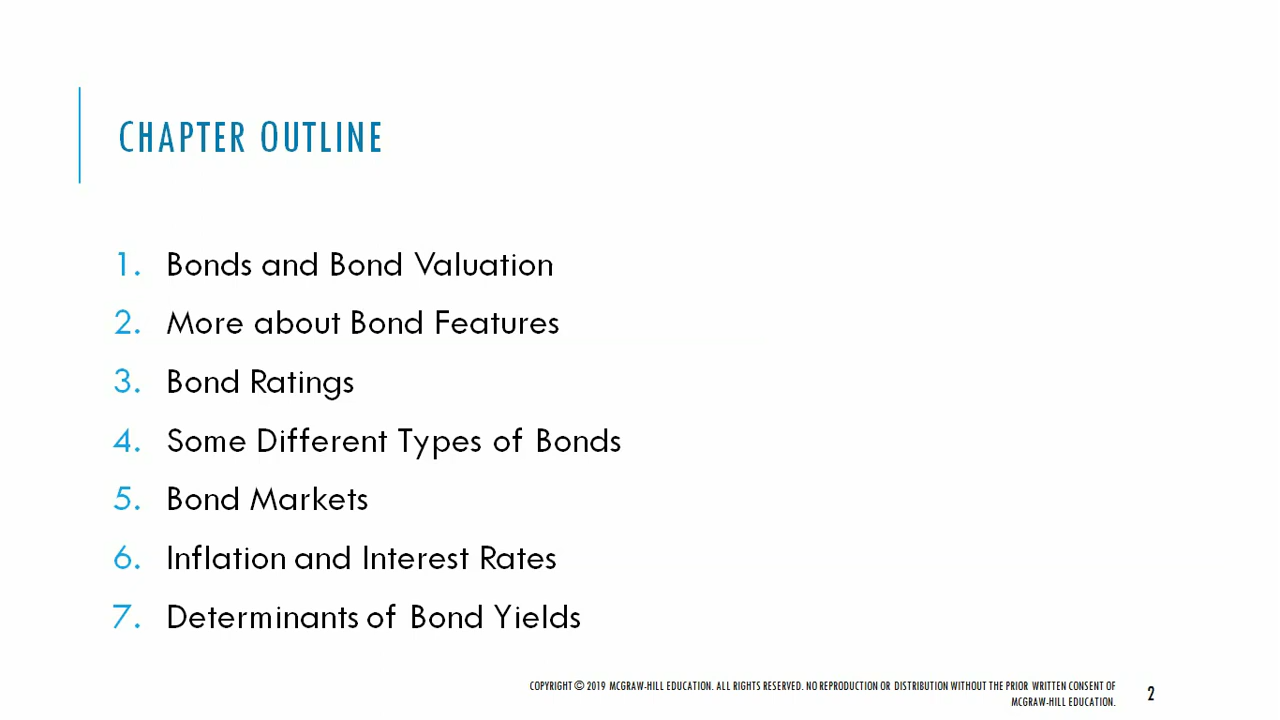 CHAPTER OUTLINE
1. Bonds and Bond Valuation
2. More about Bond Features
3. Bond Ratings
4. Some Different Types of Bonds
5. Bond Markets
6. Inflation and Interest Rates
7. Determinants of Bond Yields
COPYRIGHT © 2019 MCGRAW-HILL EDUCATION. ALL RIGHTS RESERVED. NO REPRODUCTION OR DISTRIBUTION WITHOUT THE PRIOR WRITTEN CONSENT OF
MCGRAW-HILL EDUCATION.
2